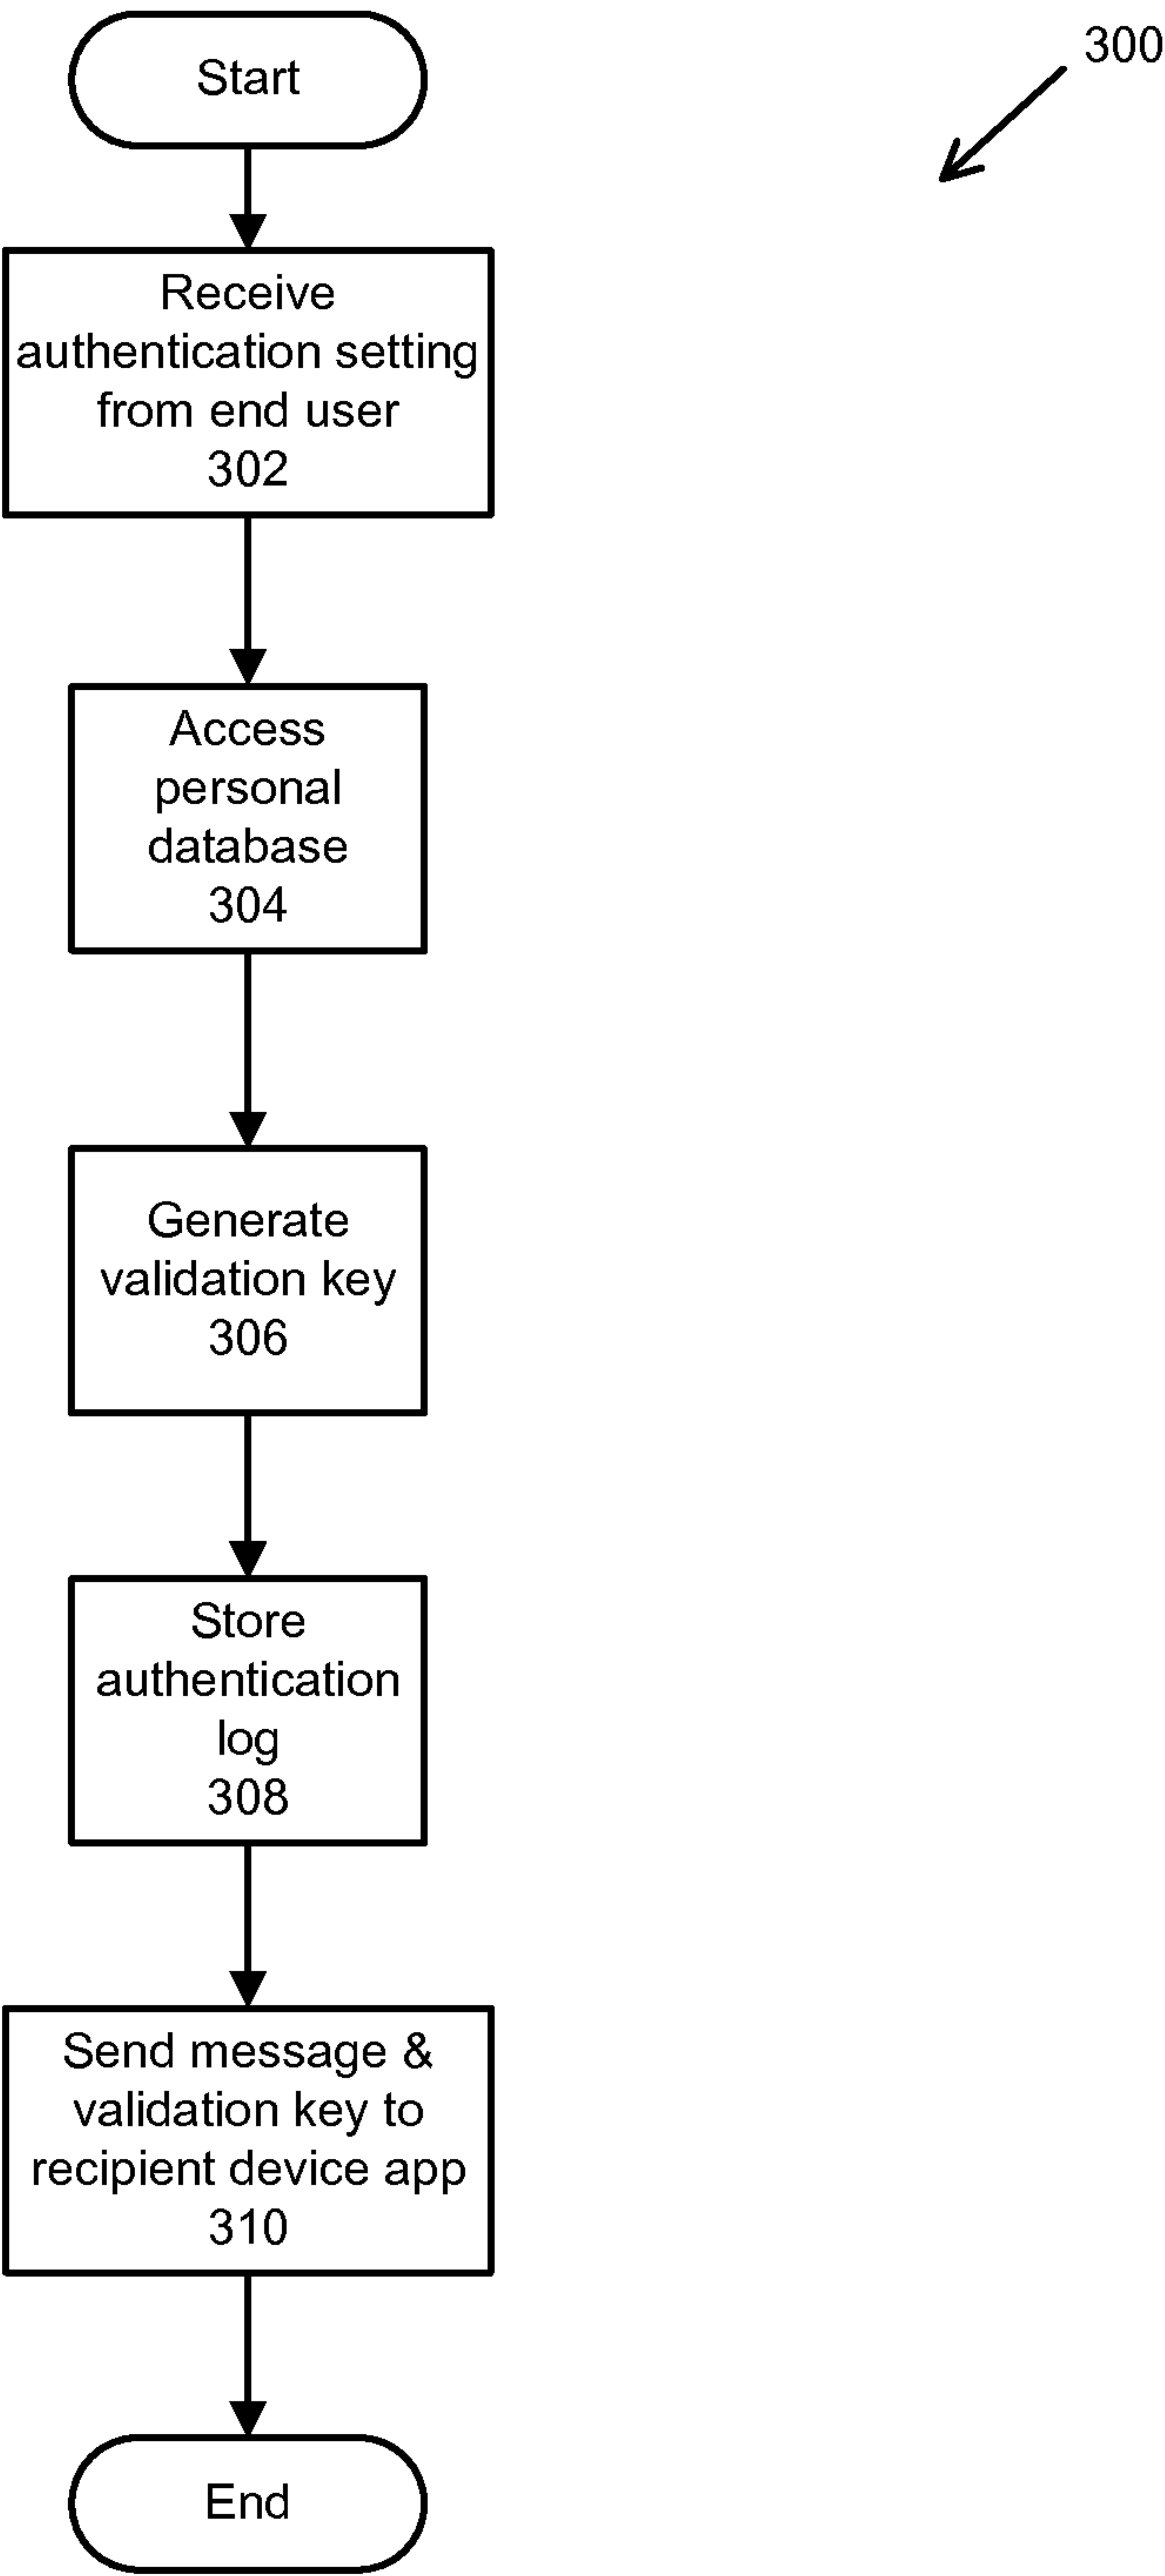 300
Start
Receive
authentication setting
from end user
302
Access
personal
database
304
Generate
validation key
306
Store
authentication
log
308
Send message &
validation key to
recipient device app
310
End